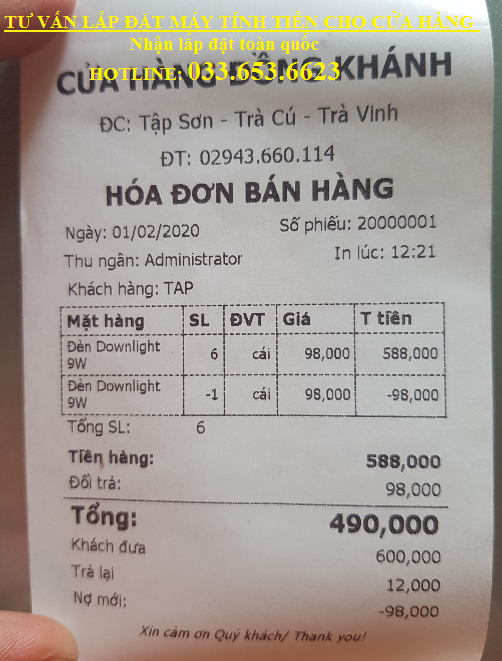 TƯ VẤN LẮP ĐẶT MÁY TÍNH TIỀN CHO CỬA HÀNG
Nhận lắp đặt toàn quốc
HOTLINE: 033.653.6623
CỬA HÀNG ĐỒNG KHÁNH
ĐC: Tập Sơn - Trà Cú - Trà Vinh
ĐT: 02943.660.114
HÓA ĐƠN BÁN HÀNG
Ngày: 01/02/2020 Số phiếu: 20000001
Thu ngân: Administrator In lúc: 12:21
Khách hàng: TAP
Mặt hàng SL ĐVT Giá T tiền
Đèn Downlight 9W 6 cái 98,000 588,000
Đèn Downlight 9W -1 cái 98,000 -98,000
Tổng SL: 6
Tiền hàng: 588,000
Đổi trả: 98,000
Tổng: 490,000
Khách đưa 600,000
Trả lại 12,000
Nợ mới: -98,000
Xin cảm ơn Quý khách/ Thank you!